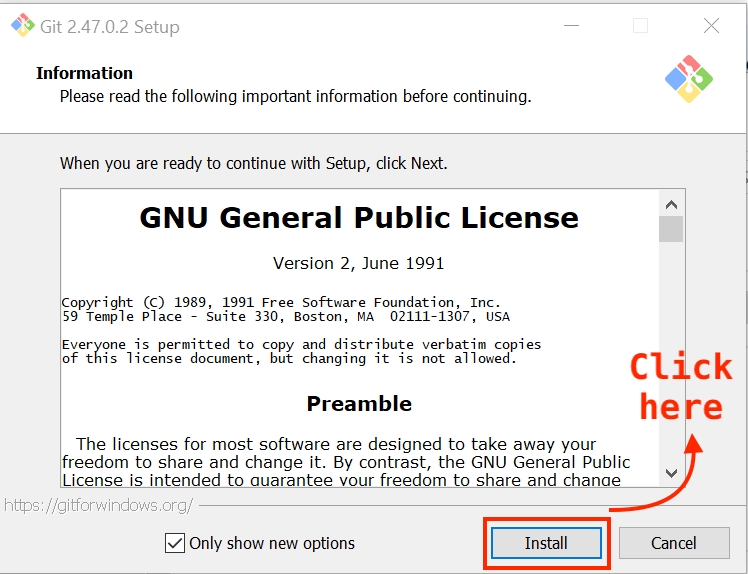 Git 2.47.0.2 Setup
Information
Please read the following important information before continuing.
When you are ready to continue with Setup, click Next.
GNU General Public License
Version 2, June 1991
Copyright (C) 1989, 1991 Free Software Foundation, Inc.
59 Temple Place - Suite 330, Boston, MA  02111-1307, USA
Everyone is permitted to copy and distribute verbatim copies
of this license document, but changing it is not allowed.
Preamble
The licenses for most software are designed to take away your
freedom to share and change it. By contrast, the GNU General Public
License is intended to guarantee your freedom to share and change
Click
here
https://gitforwindows.org/
Only show new options
Install
Cancel